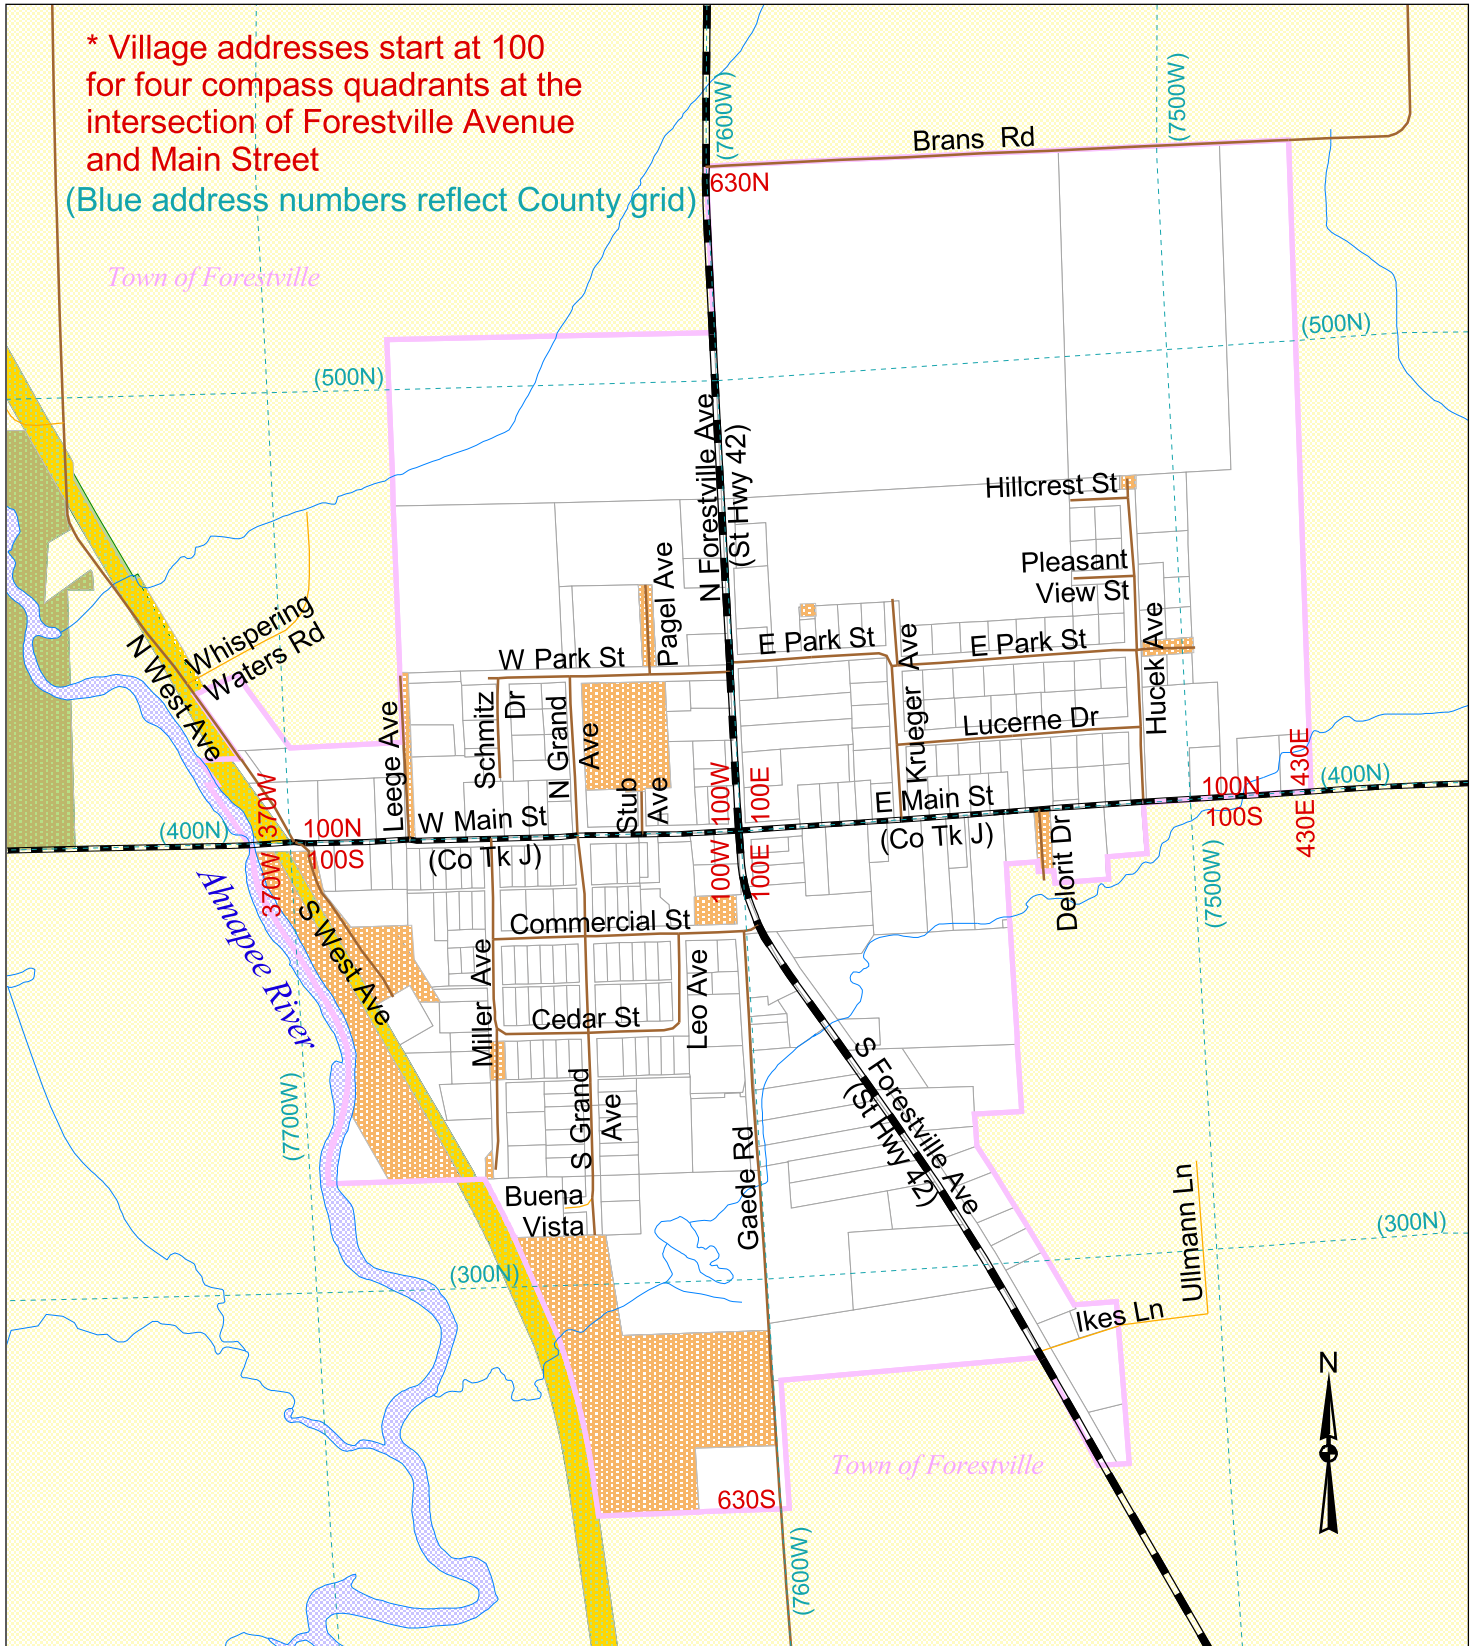 * Village addresses start at 100
for four compass quadrants at the
intersection of Forestville Avenue
and Main Street
(Blue address numbers reflect County grid)
(7600W)
(7500W)
Brans Rd
630N
Town of Forestville
(500N)
(500N)
N Forestville Ave
(St Hwy 42)
Hillcrest St
Pleasant
View St
Pagel Ave
Whispering
Waters Rd
N West Ave
W Park St
E Park St
E Park St
Hucek Ave
Krueger Ave
Lucerne Dr
Schmitz
Dr
N Grand
Ave
Leege Ave
Stub
Ave
370W
100W
100E
430E
(400N)
100N
(400N)
100N
W Main St
(Co Tk J)
E Main St
(Co Tk J)
100S
100S
370W
100W
100E
430E
Delorit Dr
(7500W)
Ahnapee River
S West Ave
Commercial St
Miller Ave
Leo Ave
Cedar St
S Grand
Ave
(7700W)
S Forestville Ave
(St Hwy 42)
Gaede Rd
Buena
Vista
Ullmann Ln
(300N)
(300N)
Ikes Ln
N
Town of Forestville
630S
(7600W)